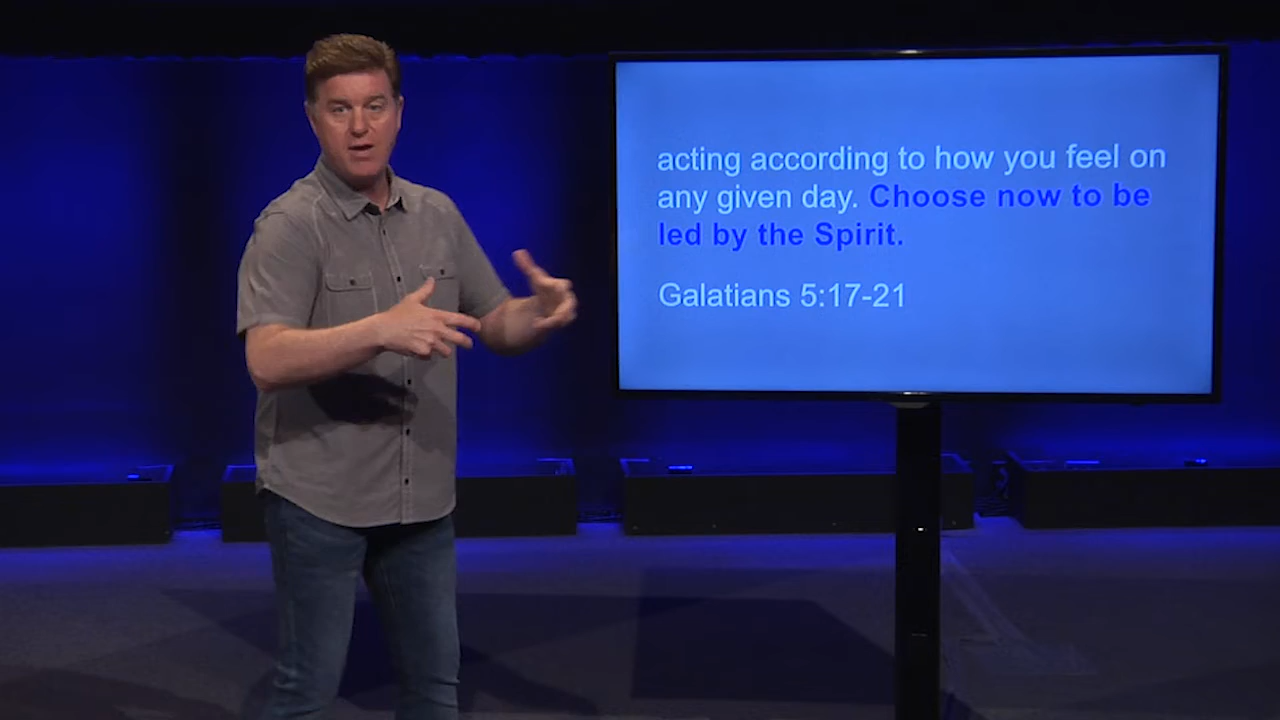 acting according to how you feel on
any given day. Choose now to be
led by the Spirit.
Galatians 5:17-21